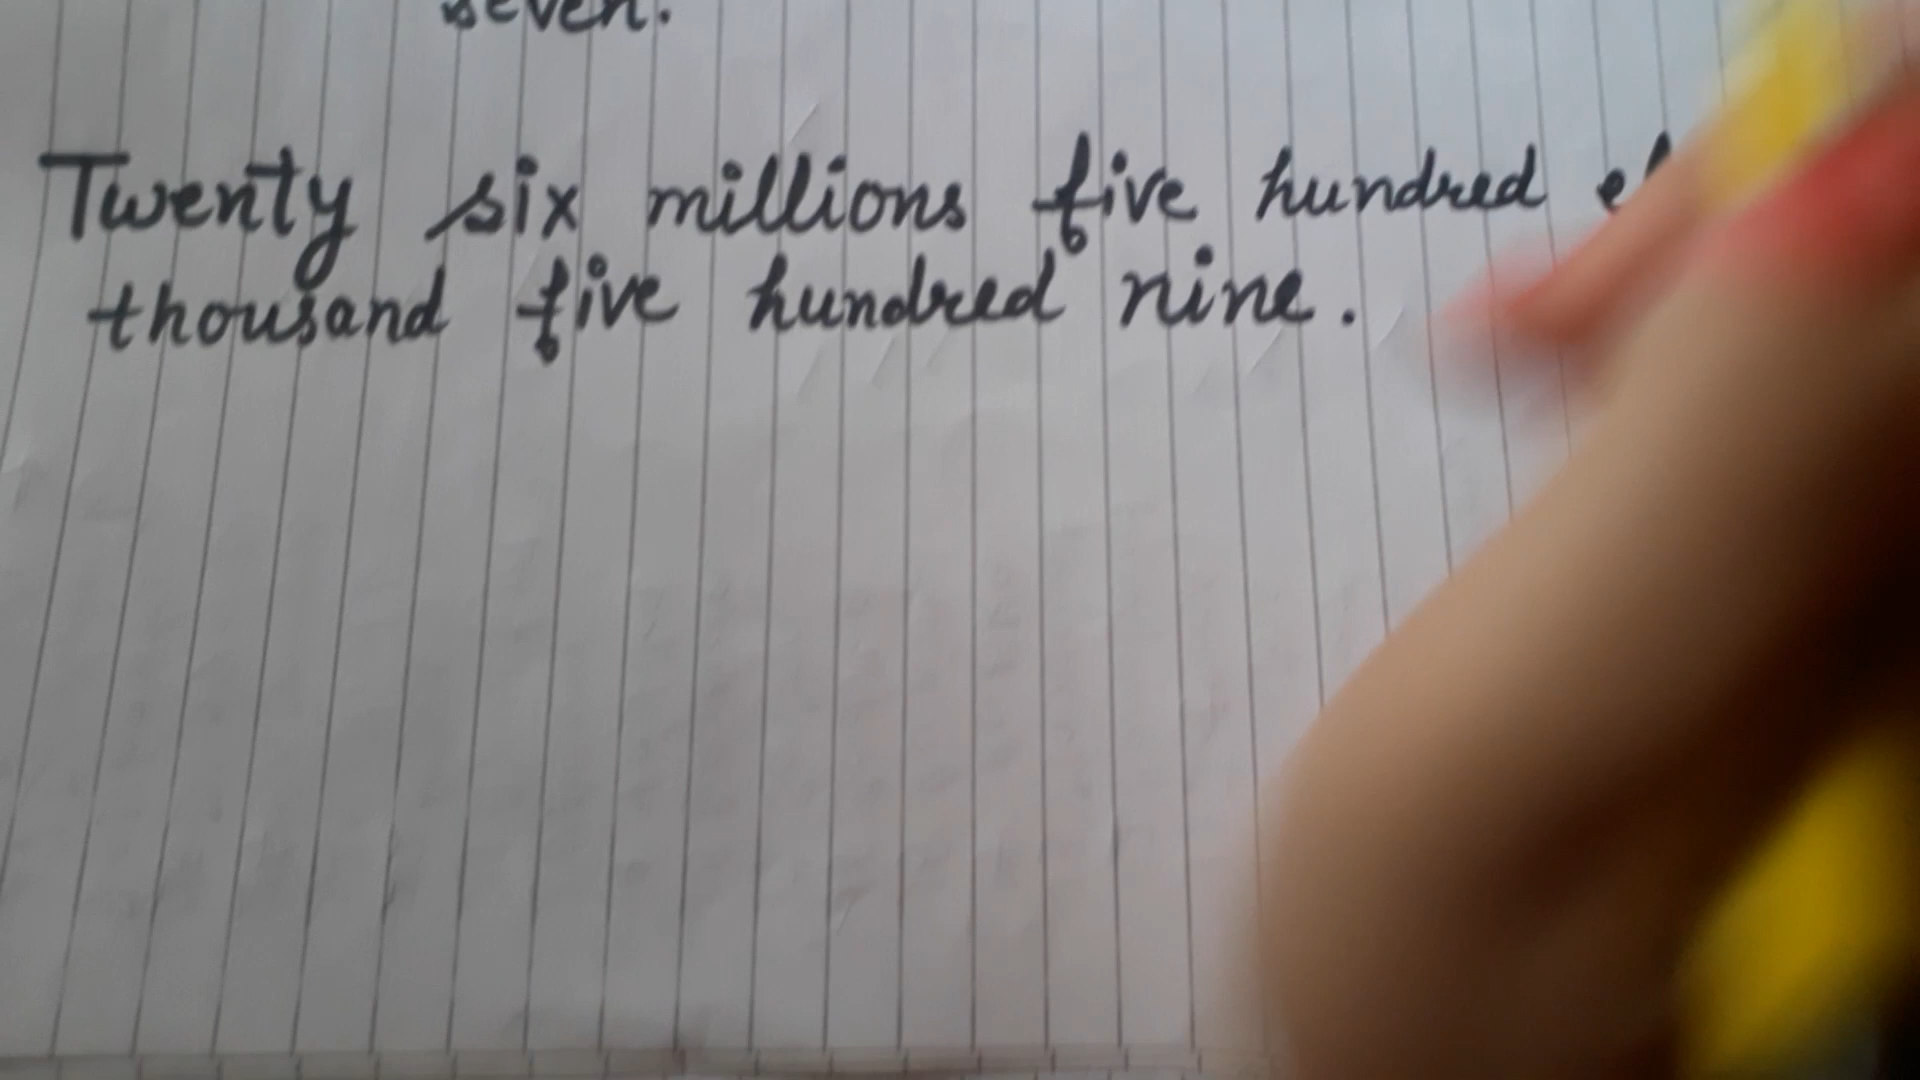 seven.
Twenty six millions five hundred
thousand five hundred nine.